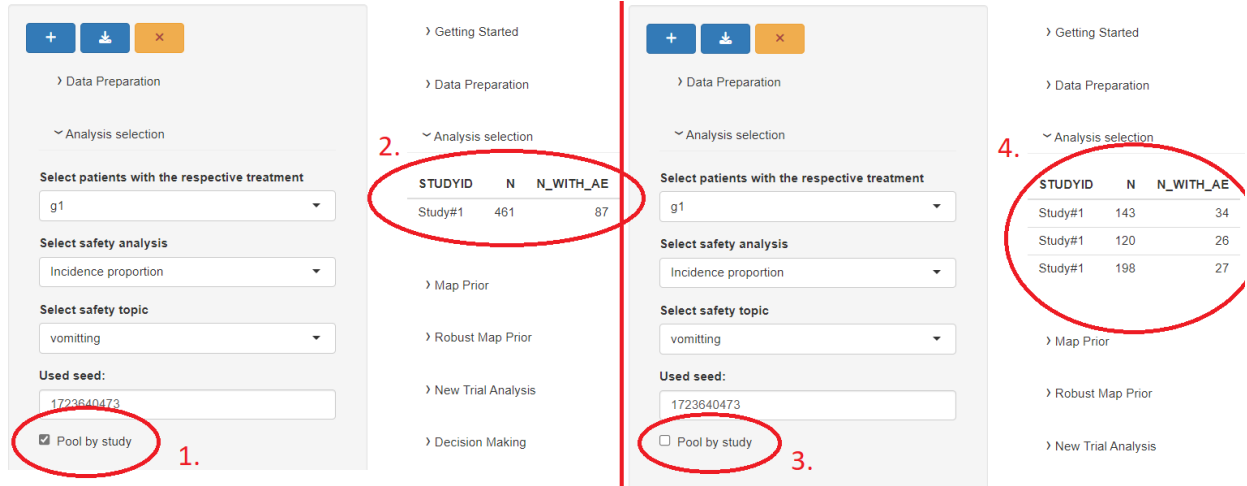 Data Preparation
Analysis selection
Select patients with the respective treatment
g1
Select safety analysis
Incidence proportion
Select safety topic
vomitting
Used seed:
1723640473
Pool by study
1.
Getting Started
Data Preparation
Analysis selection
2.
STUDYID N N_WITH_AE
Study#1 461 87
Map Prior
Robust Map Prior
New Trial Analysis
Decision Making
Data Preparation
Analysis selection
Select patients with the respective treatment
g1
Select safety analysis
Incidence proportion
Select safety topic
vomitting
Used seed:
1723640473
Pool by study
3.
Getting Started
Data Preparation
Analysis selection
4.
STUDYID N N_WITH_AE
Study#1 143 34
Study#1 120 26
Study#1 198 27
Map Prior
Robust Map Prior
New Trial Analysis